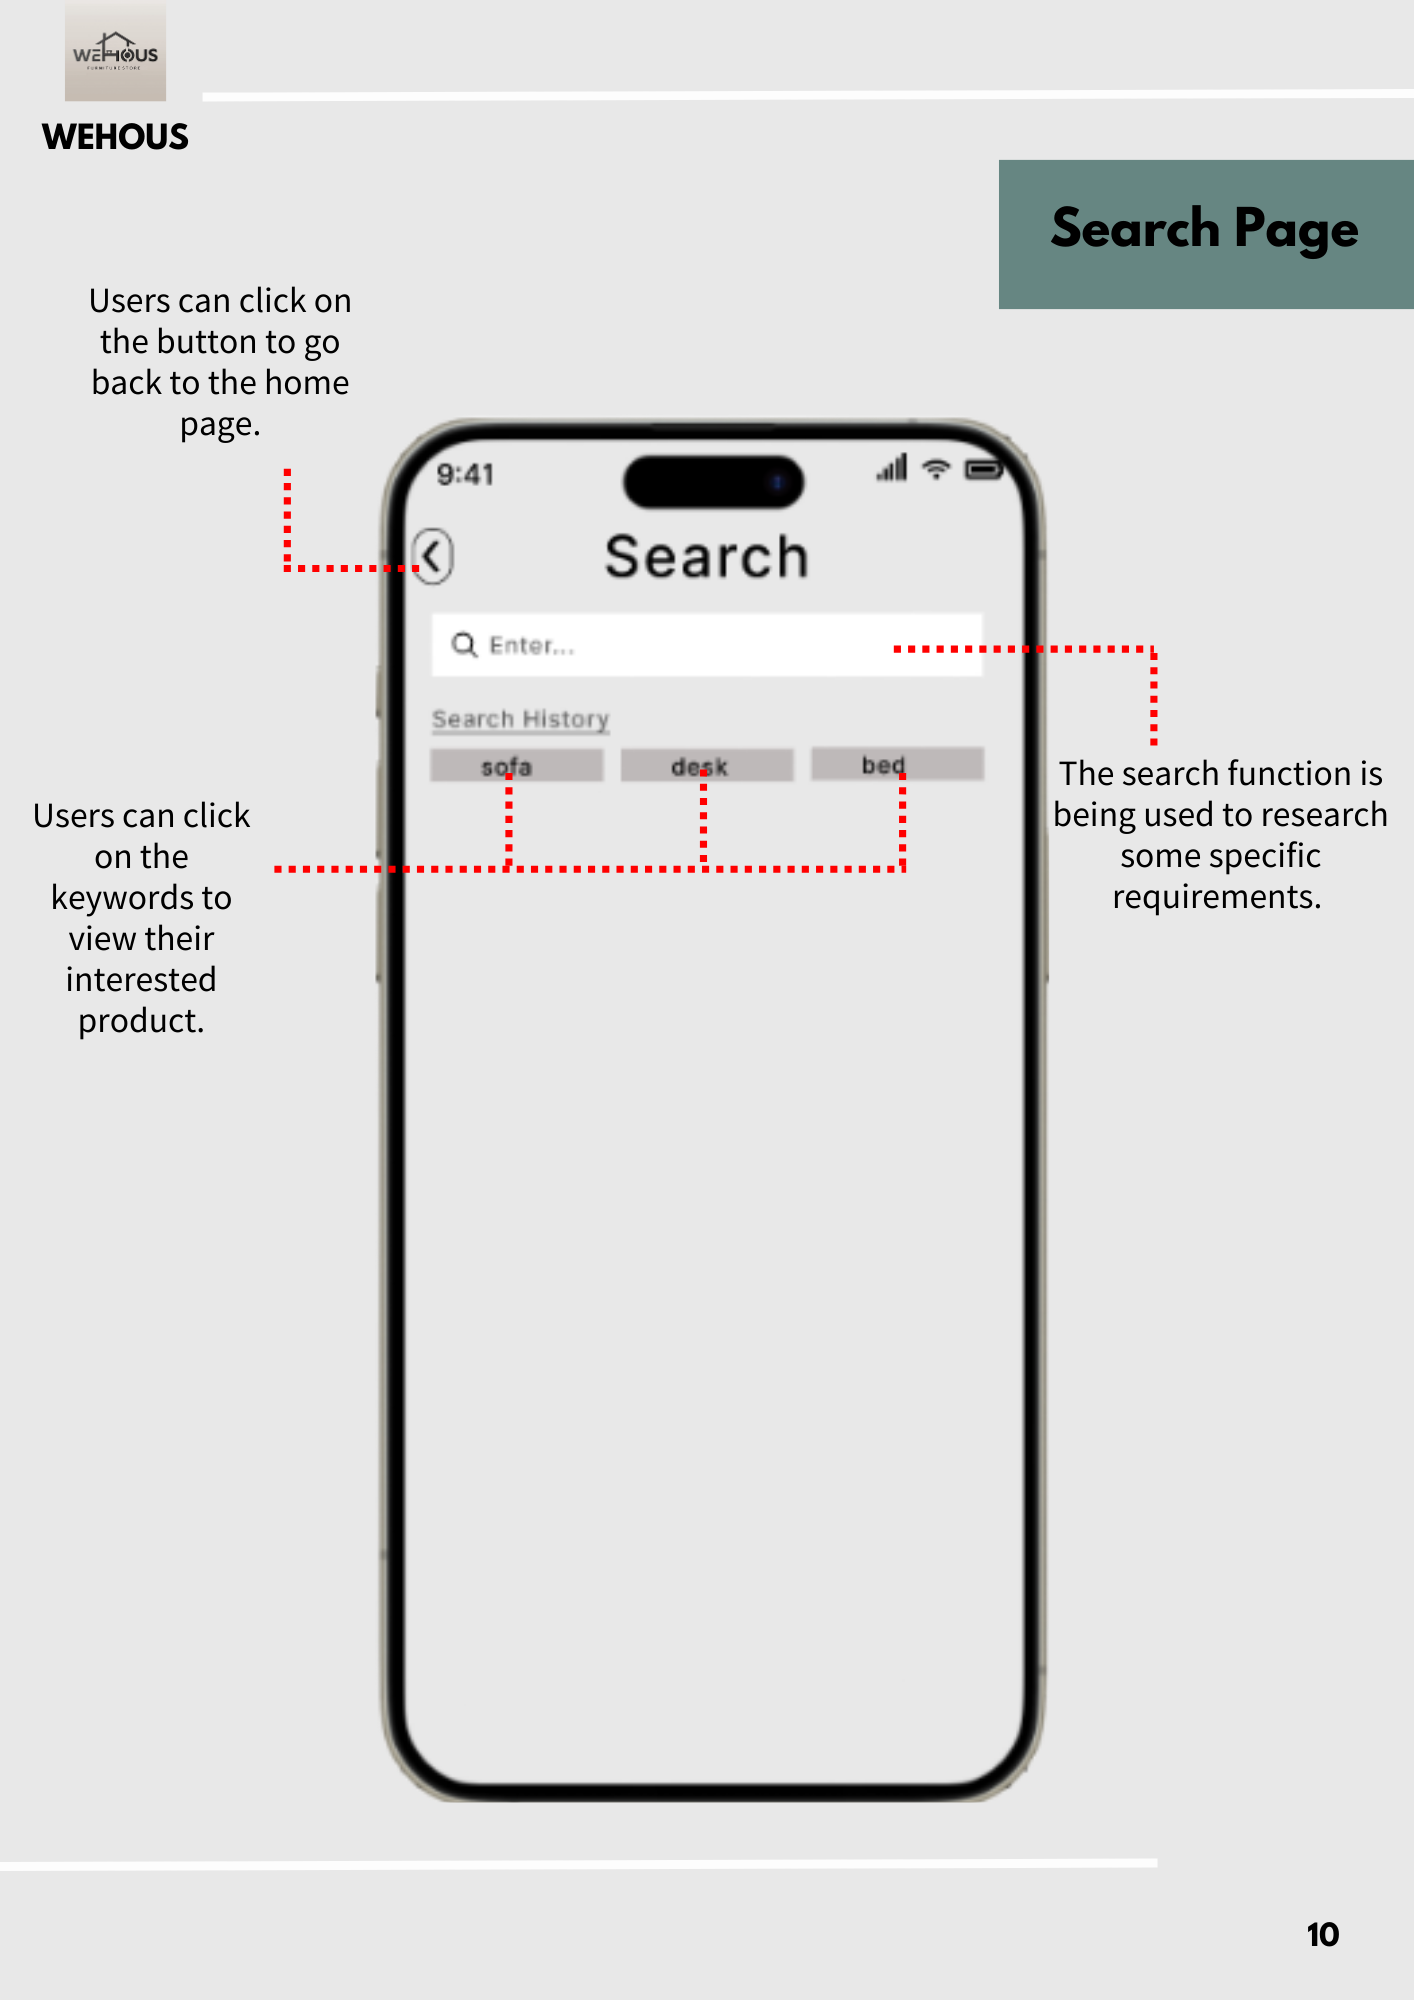 WEHOUS
FURNITURE STORE
WEHOUS
Search Page
Users can click on
the button to go
back to the home
page.
9:41
Search
Enter...
Search History
sofa
desk
bed
Users can click
on the
keywords to
view their
interested
product.
The search function is
being used to research
some specific
requirements.
10